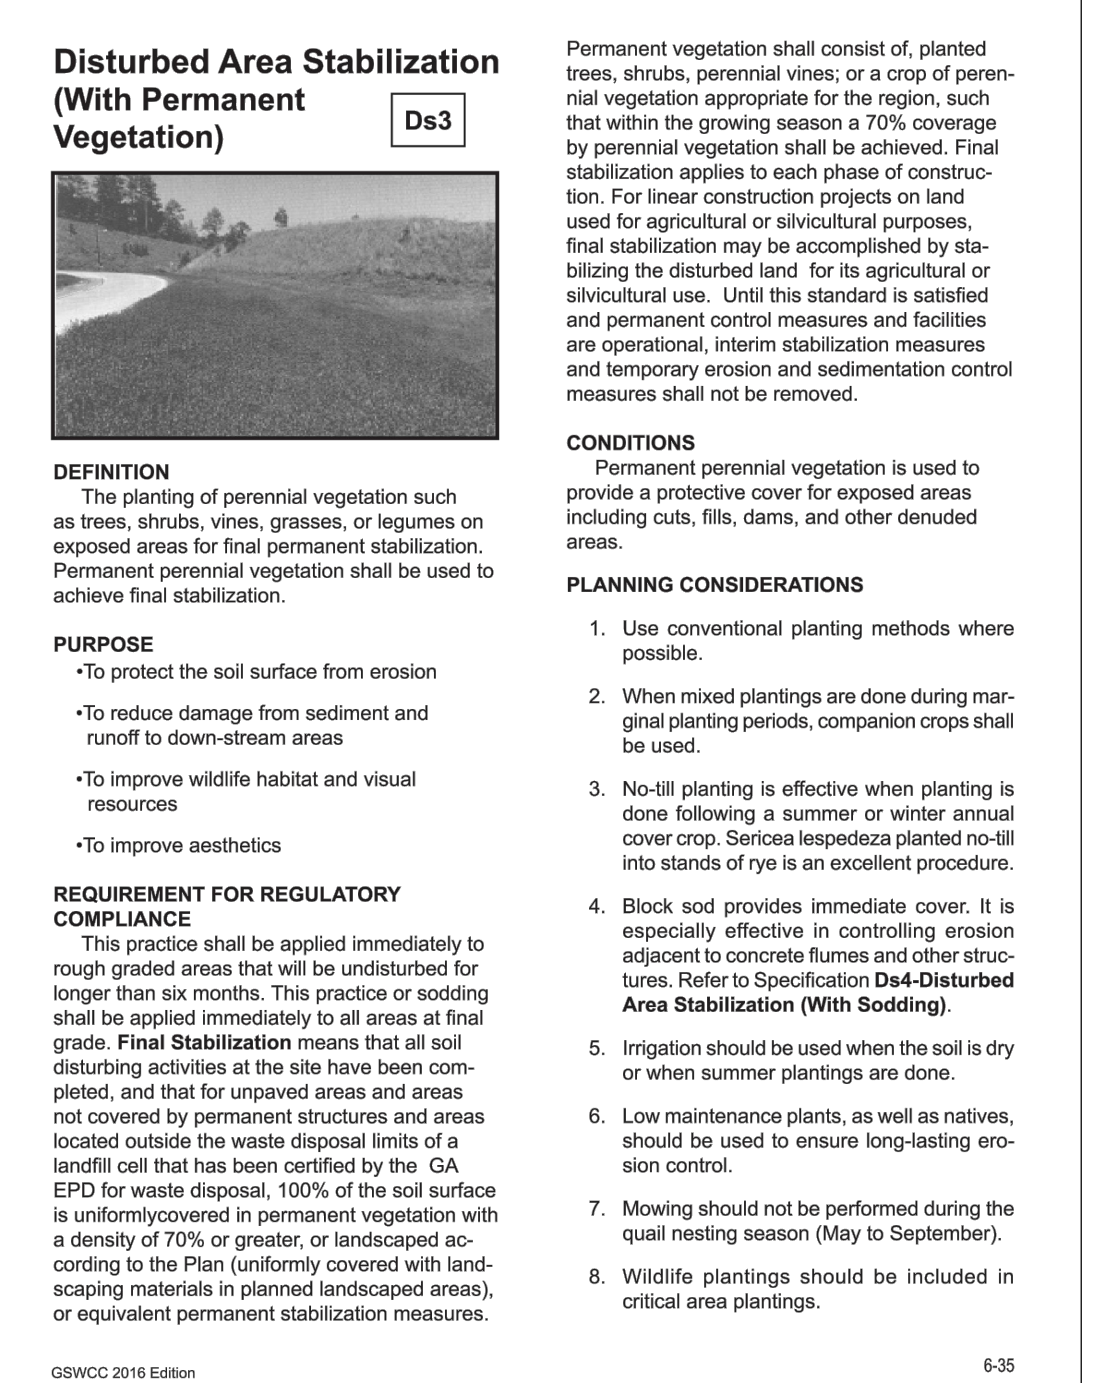 Disturbed Area Stabilization
(With Permanent
Vegetation)
Ds3
DEFINITION
The planting of perennial vegetation such
as trees, shrubs, vines, grasses, or legumes on
exposed areas for final permanent stabilization.
Permanent perennial vegetation shall be used to
achieve final stabilization.
PURPOSE
•To protect the soil surface from erosion
•To reduce damage from sediment and
runoff to down-stream areas
•To improve wildlife habitat and visual
resources
•To improve aesthetics
REQUIREMENT FOR REGULATORY
COMPLIANCE
This practice shall be applied immediately to
rough graded areas that will be undisturbed for
longer than six months. This practice or sodding
shall be applied immediately to all areas at final
grade. Final Stabilization means that all soil
disturbing activities at the site have been com-
pleted, and that for unpaved areas and areas
not covered by permanent structures and areas
located outside the waste disposal limits of a
landfill cell that has been certified by the  GA
EPD for waste disposal, 100% of the soil surface
is uniformlycovered in permanent vegetation with
a density of 70% or greater, or landscaped ac-
cording to the Plan (uniformly covered with land-
scaping materials in planned landscaped areas),
or equivalent permanent stabilization measures.
Permanent vegetation shall consist of, planted
trees, shrubs, perennial vines; or a crop of peren-
nial vegetation appropriate for the region, such
that within the growing season a 70% coverage
by perennial vegetation shall be achieved. Final
stabilization applies to each phase of construc-
tion. For linear construction projects on land
used for agricultural or silvicultural purposes,
final stabilization may be accomplished by sta-
bilizing the disturbed land  for its agricultural or
silvicultural use.  Until this standard is satisfied
and permanent control measures and facilities
are operational, interim stabilization measures
and temporary erosion and sedimentation control
measures shall not be removed.
CONDITIONS
Permanent perennial vegetation is used to
provide a protective cover for exposed areas
including cuts, fills, dams, and other denuded
areas.
PLANNING CONSIDERATIONS
1. Use conventional planting methods where
possible.
2. When mixed plantings are done during mar-
ginal planting periods, companion crops shall
be used.
3. No-till planting is effective when planting is
done following a summer or winter annual
cover crop. Sericea lespedeza planted no-till
into stands of rye is an excellent procedure.
4. Block sod provides immediate cover. It is
especially effective in controlling erosion
adjacent to concrete flumes and other struc-
tures. Refer to Specification Ds4-Disturbed
Area Stabilization (With Sodding).
5. Irrigation should be used when the soil is dry
or when summer plantings are done.
6. Low maintenance plants, as well as natives,
should be used to ensure long-lasting ero-
sion control.
7. Mowing should not be performed during the
quail nesting season (May to September).
8. Wildlife plantings should be included in
critical area plantings.
GSWCC 2016 Edition
6-35